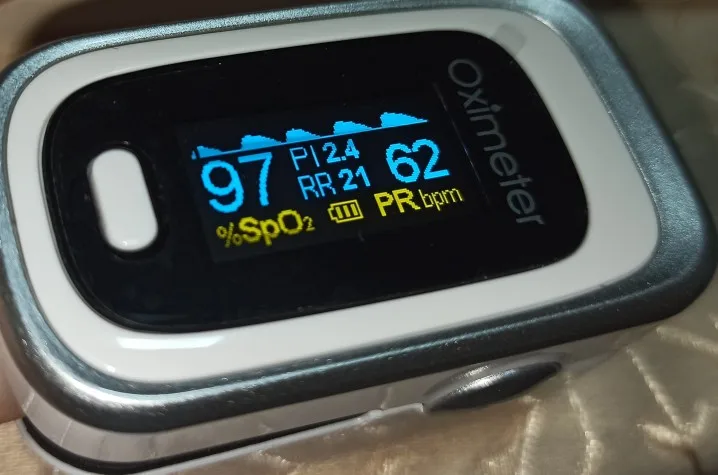 97 PI 2.4 62
RR 21
%SpO₂ PR bpm
Oximeter